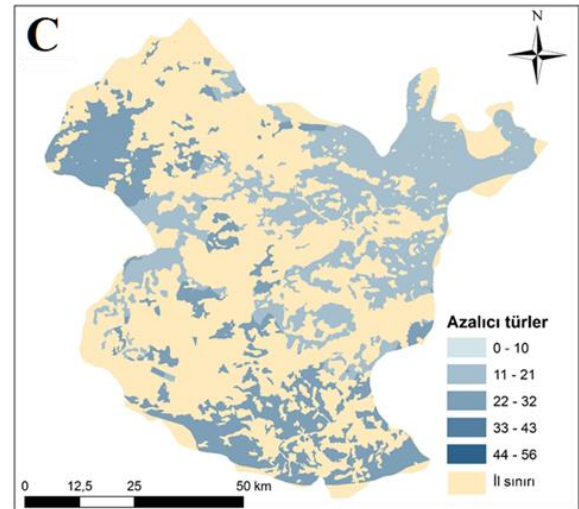 C
N
Azalıcı türler
0 - 10
11 - 21
22 - 32
33 - 43
44 - 56
İl sınırı
0 12,5 25 50 km